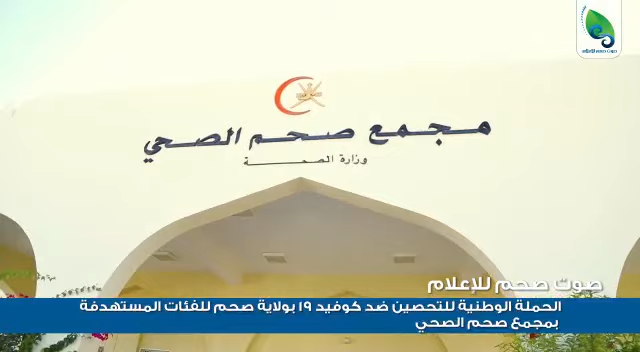 مجمع صحم الصحي
وزارة الصحة
صوت صحم للإعلام
الحملة الوطنية للتحصين ضد كوفيد ١٩ بولاية صحم للفئات المستهدفة
بمجمع صحم الصحي